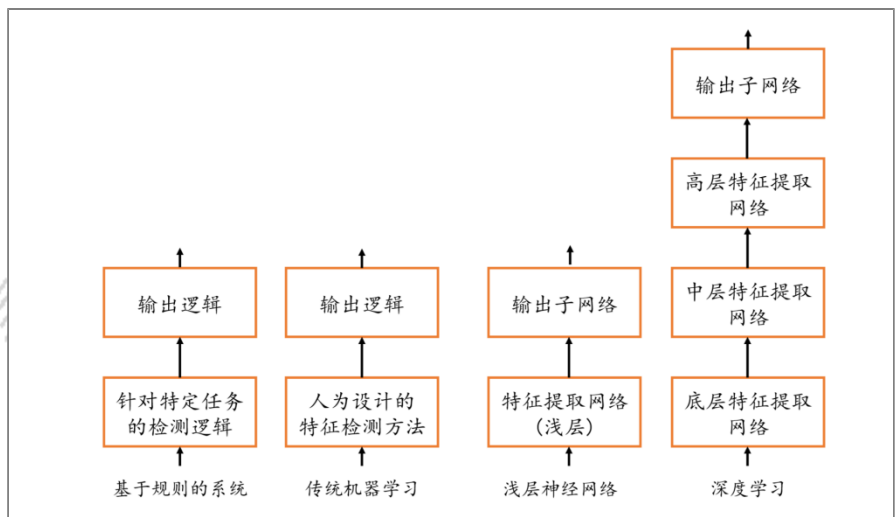 输出子网络
高层特征提取
网络
输出逻辑
输出逻辑
输出子网络
中层特征提取
网络
针对特定任务
的检测逻辑
人为设计的
特征检测方法
特征提取网络
(浅层)
底层特征提取
网络
基于规则的系统
传统机器学习
浅层神经网络
深度学习